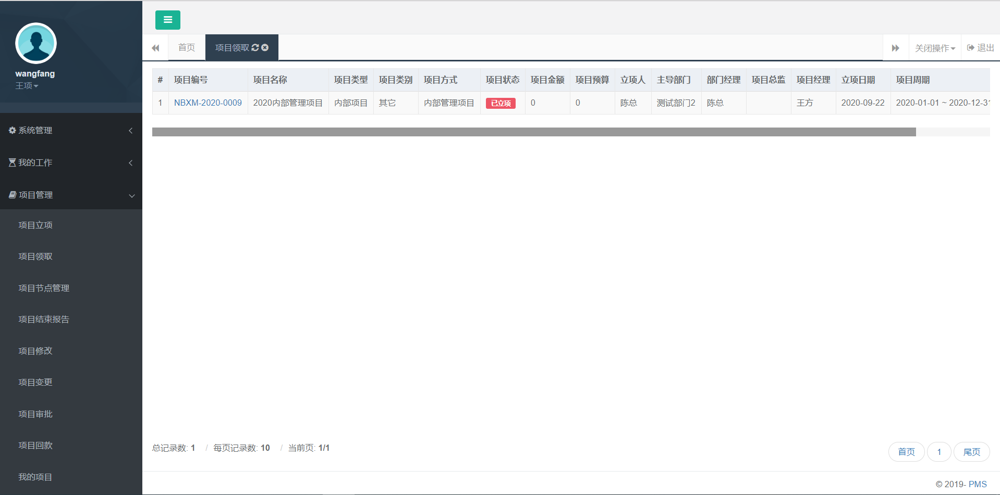 wangfang
王项
系统管理
我的工作
项目管理
项目立项
项目领取
项目节点管理
项目结束报告
项目修改
项目变更
项目审批
项目回款
我的项目
首页 项目领取 关闭操作 退出
# 项目编号 项目名称 项目类型 项目类别 项目方式 项目状态 项目金额 项目预算 立项人 主导部门 部门经理 项目总监 项目经理 立项日期 项目周期
1 NBXM-2020-0009 2020内部管理项目 内部项目 其它 内部管理项目 已立项 0 0 陈总 测试部门2 陈总 王方 2020-09-22 2020-01-01 ~ 2020-12-31
总记录数: 1 / 每页记录数: 10 / 当前页: 1/1
首页 1 尾页
© 2019- PMS